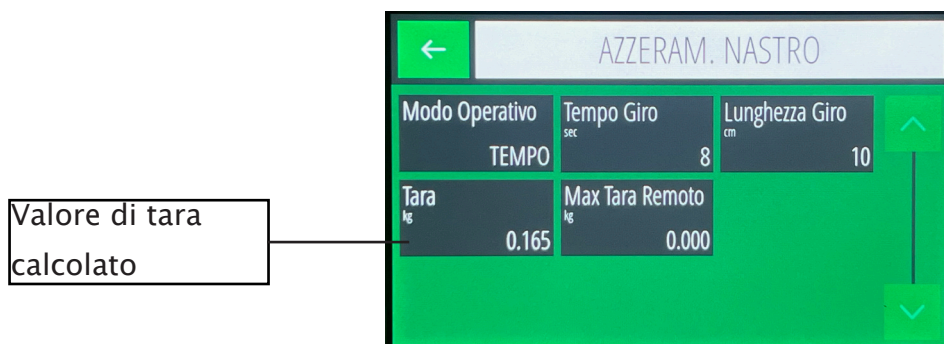 AZZERAM. NASTRO
Modo Operativo
TEMPO
Tempo Giro
sec
8
Lunghezza Giro
cm
10
Tara
kg
0.165
Max Tara Remoto
kg
0.000
Valore di tara
calcolato